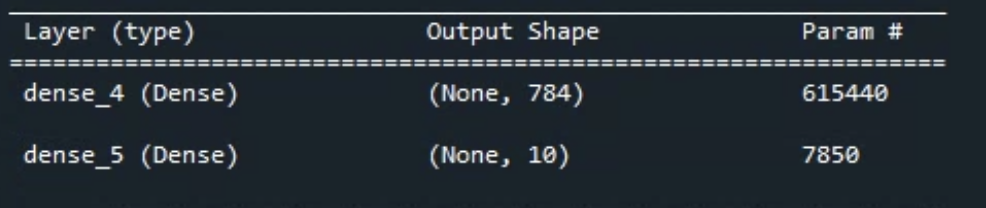 Layer (type) Output Shape Param #
=================================================================
dense_4 (Dense) (None, 784) 615440
dense_5 (Dense) (None, 10) 7850